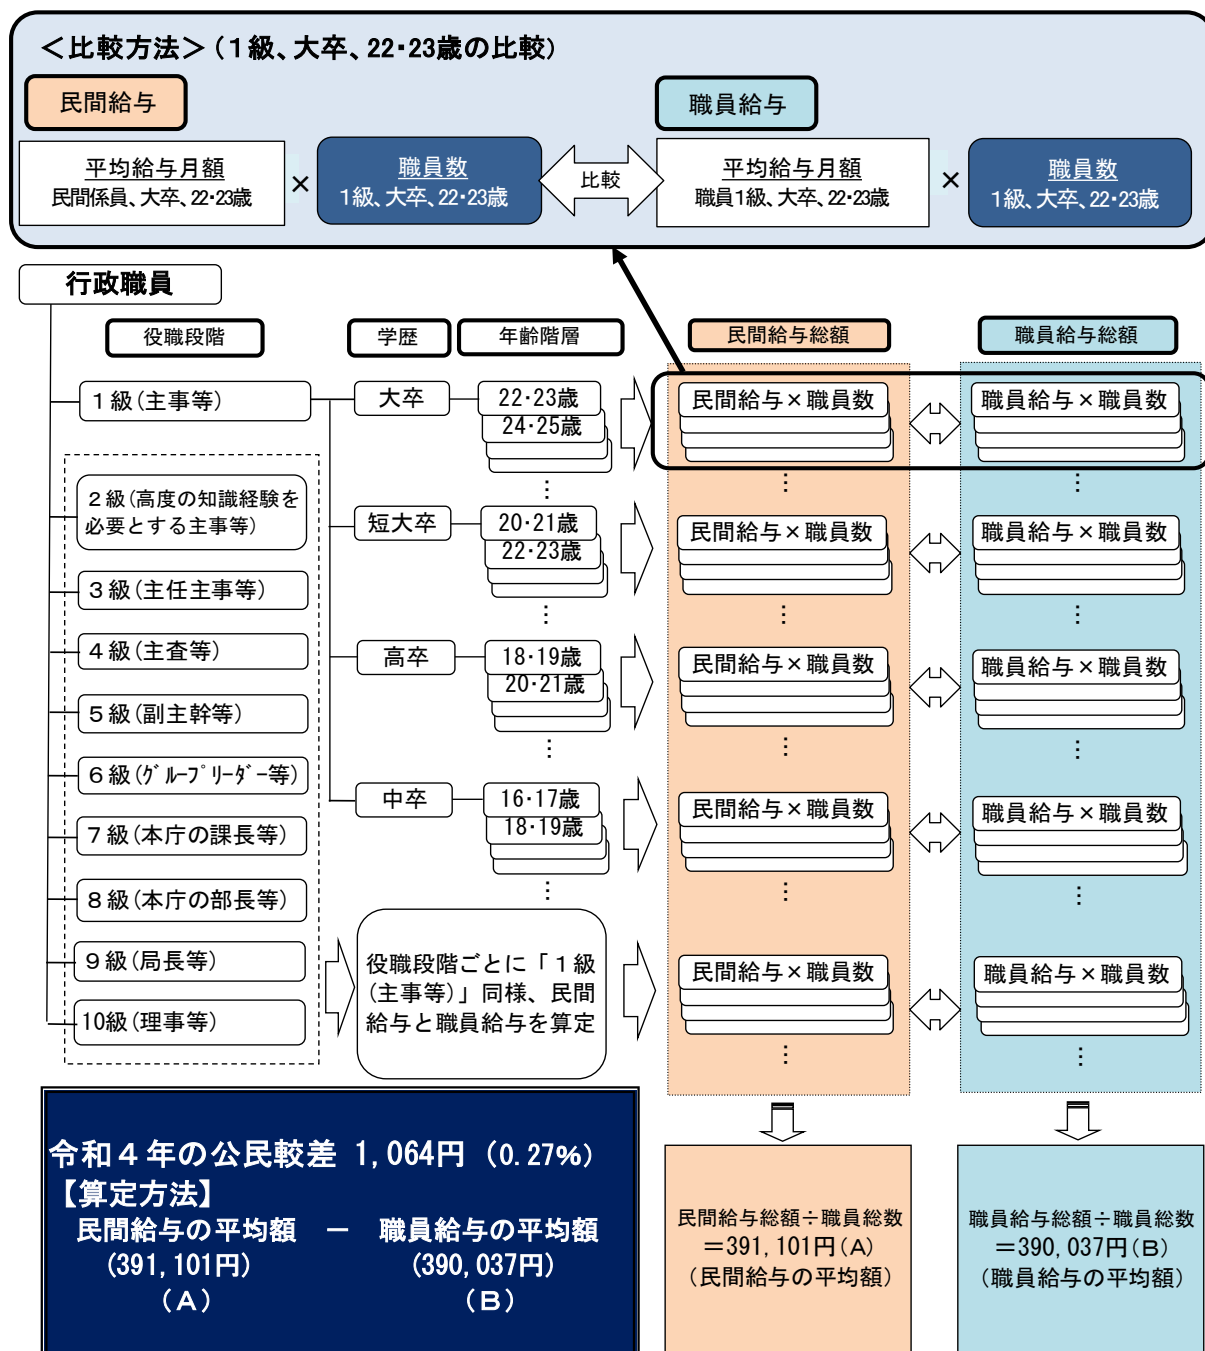 ＜比較方法＞（１級、大卒、22・23歳の比較）
民間給与
職員給与
平均給与月額
民間係員、大卒、22・23歳
×
職員数
1級、大卒、22・23歳
比較
平均給与月額
職員1級、大卒、22・23歳
×
職員数
1級、大卒、22・23歳
行政職員
役職段階
学歴
年齢階層
民間給与総額
職員給与総額
１級（主事等）
大卒
22・23歳
24・25歳
⋮
民間給与×職員数
⋮
職員給与×職員数
⋮
２級（高度の知識経験を
必要とする主事等）
短大卒
20・21歳
22・23歳
⋮
民間給与×職員数
⋮
職員給与×職員数
⋮
３級（主任主事等）
４級（主査等）
高卒
18・19歳
20・21歳
⋮
民間給与×職員数
⋮
職員給与×職員数
⋮
５級（副主幹等）
６級（ｸﾞﾙｰﾌﾟﾘｰﾀﾞｰ等）
中卒
16・17歳
18・19歳
⋮
民間給与×職員数
⋮
職員給与×職員数
⋮
７級（本庁の課長等）
８級（本庁の部長等）
９級（局長等）
10級（理事等）
役職段階ごとに「１級
（主事等）」同様、民間
給与と職員給与を算定
民間給与×職員数
⋮
職員給与×職員数
⋮
令和４年の公民較差 1,064円（0.27%）
【算定方法】
民間給与の平均額　－　職員給与の平均額
（391,101円）　（390,037円）
（Ａ）　（Ｂ）
民間給与総額÷職員総数
＝391,101円（Ａ）
（民間給与の平均額）
職員給与総額÷職員総数
＝390,037円（Ｂ）
（職員給与の平均額）